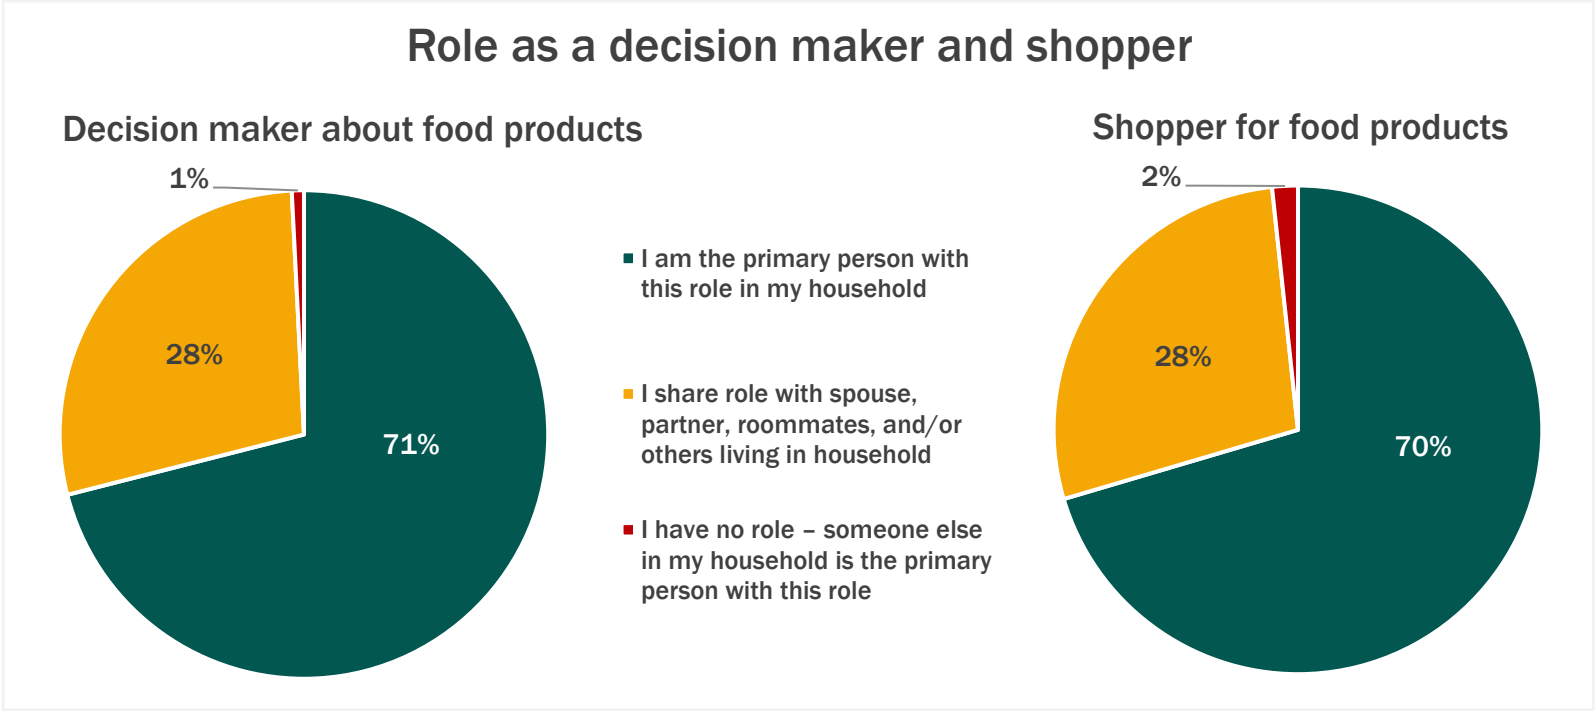 Role as a decision maker and shopper
Decision maker about food products
1%
28%
71%
I am the primary person with
this role in my household
I share role with spouse,
partner, roommates, and/or
others living in household
I have no role – someone else
in my household is the primary
person with this role
Shopper for food products
2%
28%
70%